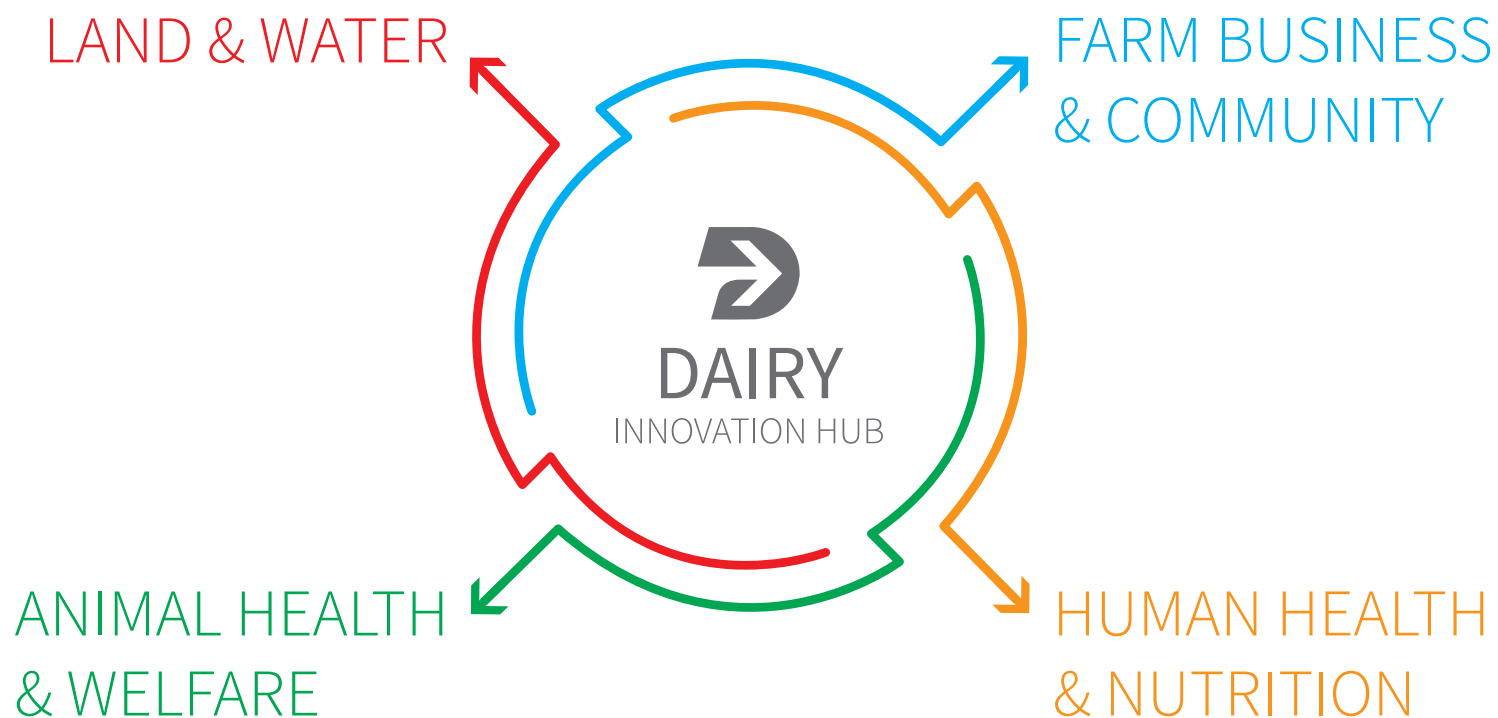 LAND & WATER
FARM BUSINESS
& COMMUNITY
DAIRY
INNOVATION HUB
ANIMAL HEALTH
& WELFARE
HUMAN HEALTH
& NUTRITION